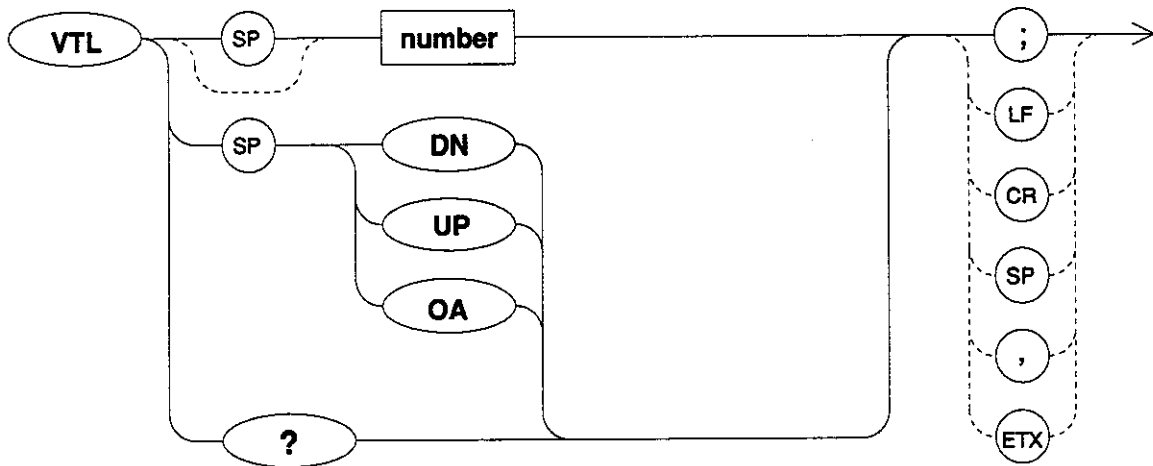 VTL SP number ;
LF
SP DN
UP CR
OA SP
,
? ETX